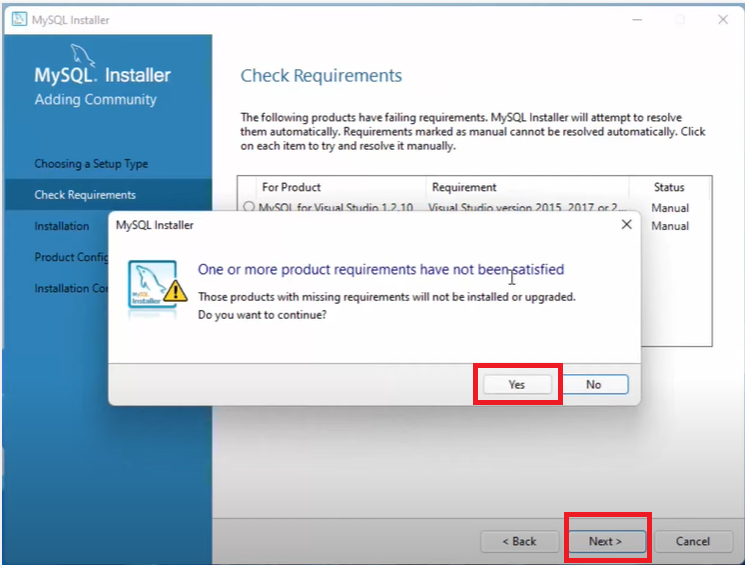 MySQL Installer
MySQL. Installer
Adding Community
Choosing a Setup Type
Check Requirements
Installation
Product Config
Installation Co
Check Requirements
The following products have failing requirements. MySQL Installer will attempt to resolve
them automatically. Requirements marked as manual cannot be resolved automatically. Click
on each item to try and resolve it manually.
For Product Requirement Status
MySQL for Visual Studio 1.2.10 Visual Studio version 2015, 2017 or 2... Manual
Manual
MySQL Installer
MySQL
Installer
One or more product requirements have not been satisfied
Those products with missing requirements will not be installed or upgraded.
Do you want to continue?
Yes No
< Back Next > Cancel